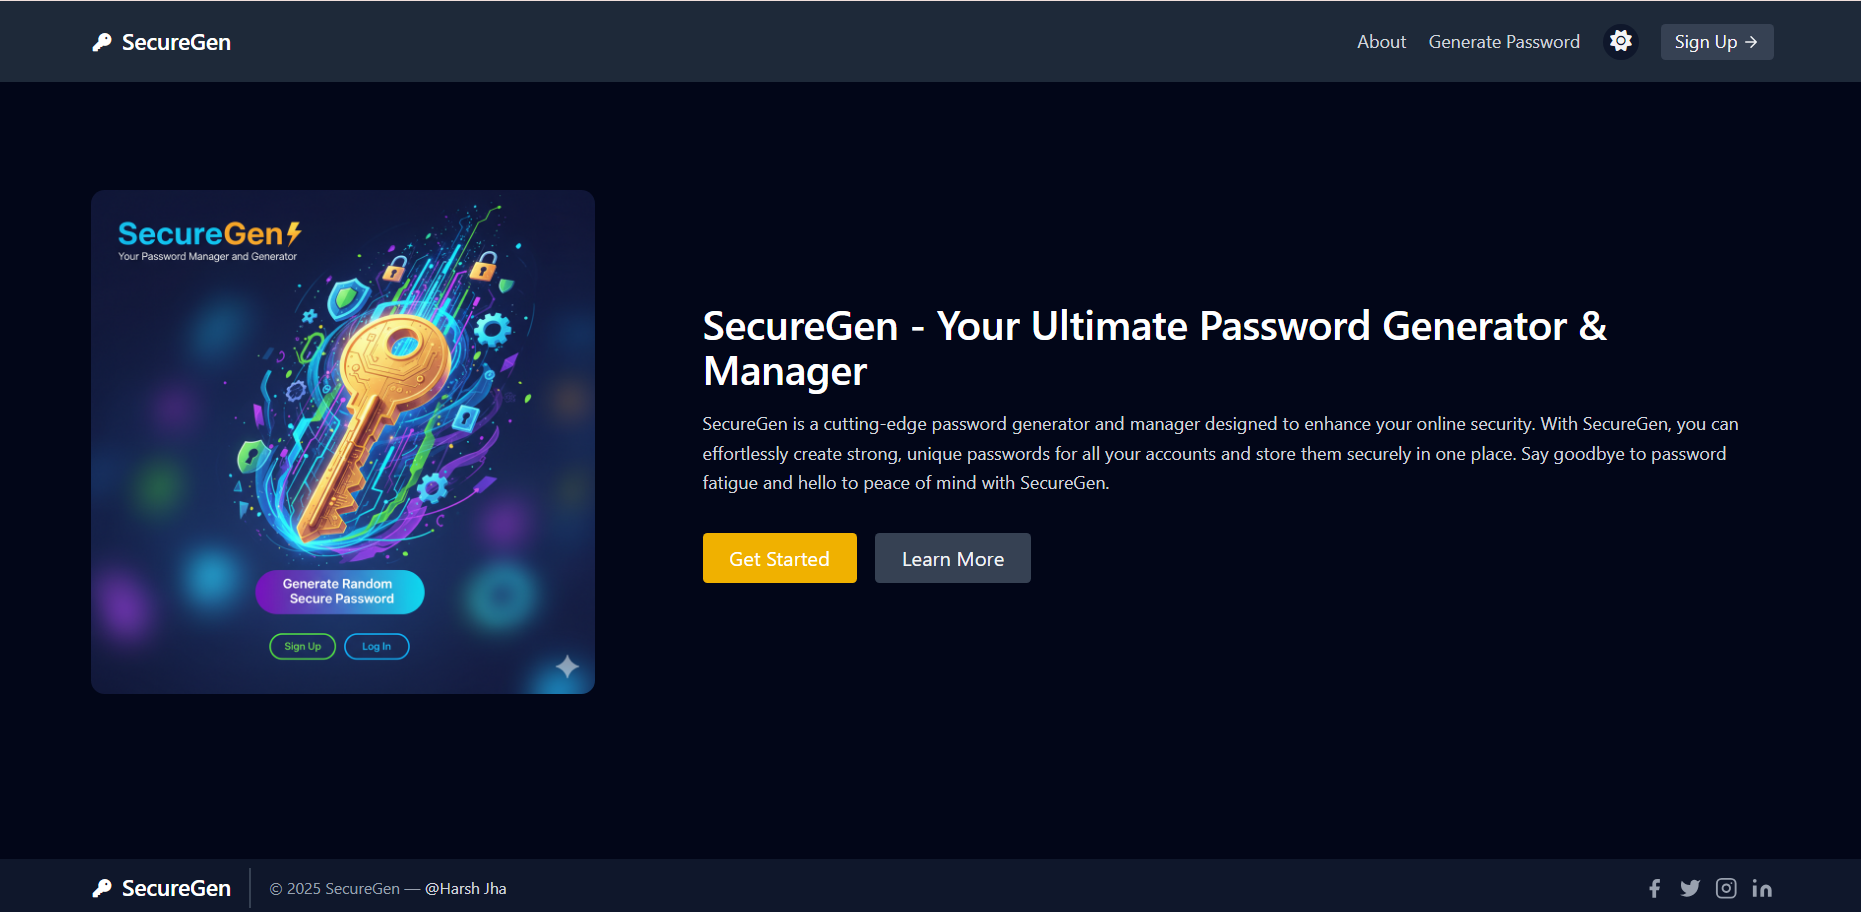 SecureGen
About
Generate Password
Sign Up →
SecureGen
Your Password Manager and Generator
Generate Random
Secure Password
Sign Up
Log In
SecureGen - Your Ultimate Password Generator &
Manager
SecureGen is a cutting-edge password generator and manager designed to enhance your online security. With SecureGen, you can
effortlessly create strong, unique passwords for all your accounts and store them securely in one place. Say goodbye to password
fatigue and hello to peace of mind with SecureGen.
Get Started
Learn More
SecureGen
© 2025 SecureGen — @Harsh Jha